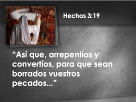 Hechos 3:19
“Así que, arrepentíos y
convertíos, para que sean
borrados vuestros
pecados...”